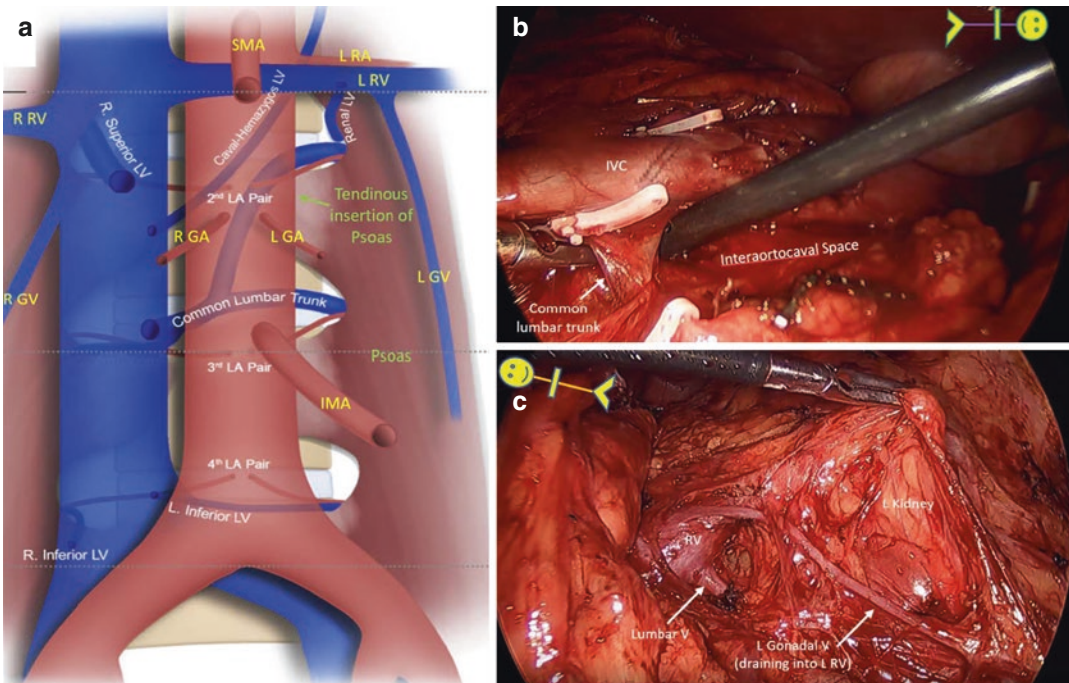 a
SMA
L RA
L RV
R RV
R. Superior LV
Caval-Hemazygos LV
Renal LV
2nd LA Pair
Tendinous
insertion of
Psoas
R GA
L GA
L GV
R GV
Common Lumbar Trunk
Psoas
3rd LA Pair
IMA
4th LA Pair
L. Inferior LV
R. Inferior LV
b
IVC
Interaortocaval Space
Common
lumbar trunk
c
L Kidney
RV
Lumbar V
L Gonadal V
(draining into L RV)